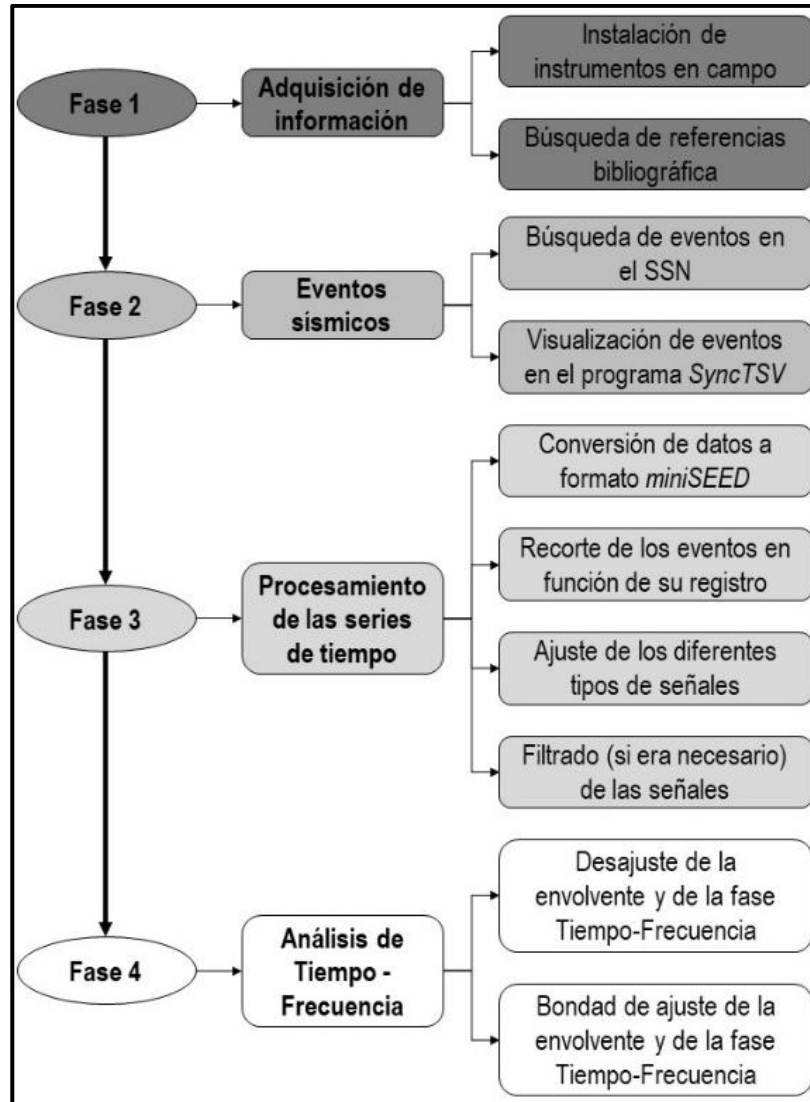 Fase 1
Adquisición de
información
Instalación de
instrumentos en campo
Búsqueda de referencias
bibliográfica
Fase 2
Eventos
sísmicos
Búsqueda de eventos en
el SSN
Visualización de eventos
en el programa SyncTSV
Fase 3
Procesamiento
de las series
de tiempo
Conversión de datos a
formato miniSEED
Recorte de los eventos en
función de su registro
Ajuste de los diferentes
tipos de señales
Filtrado (si era necesario)
de las señales
Fase 4
Análisis de
Tiempo -
Frecuencia
Desajuste de la
envolvente y de la fase
Tiempo-Frecuencia
Bondad de ajuste de la
envolvente y de la fase
Tiempo-Frecuencia